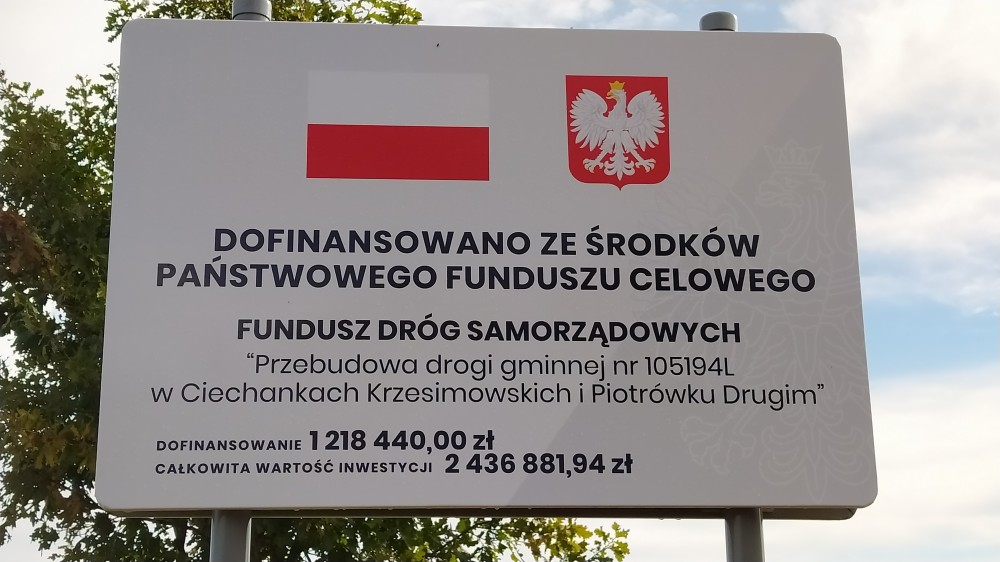 DOFINANSOWANO ZE ŚRODKÓW
PAŃSTWOWEGO FUNDUSZU CELOWEGO
FUNDUSZ DRÓG SAMORZĄDOWYCH
“Przebudowa drogi gminnej nr 105194L
w Ciechankach Krzesimowskich i Piotrówku Drugim”
DOFINANSOWANIE 1 218 440,00 zł
CAŁKOWITA WARTOŚĆ INWESTYCJI 2 436 881,94 zł